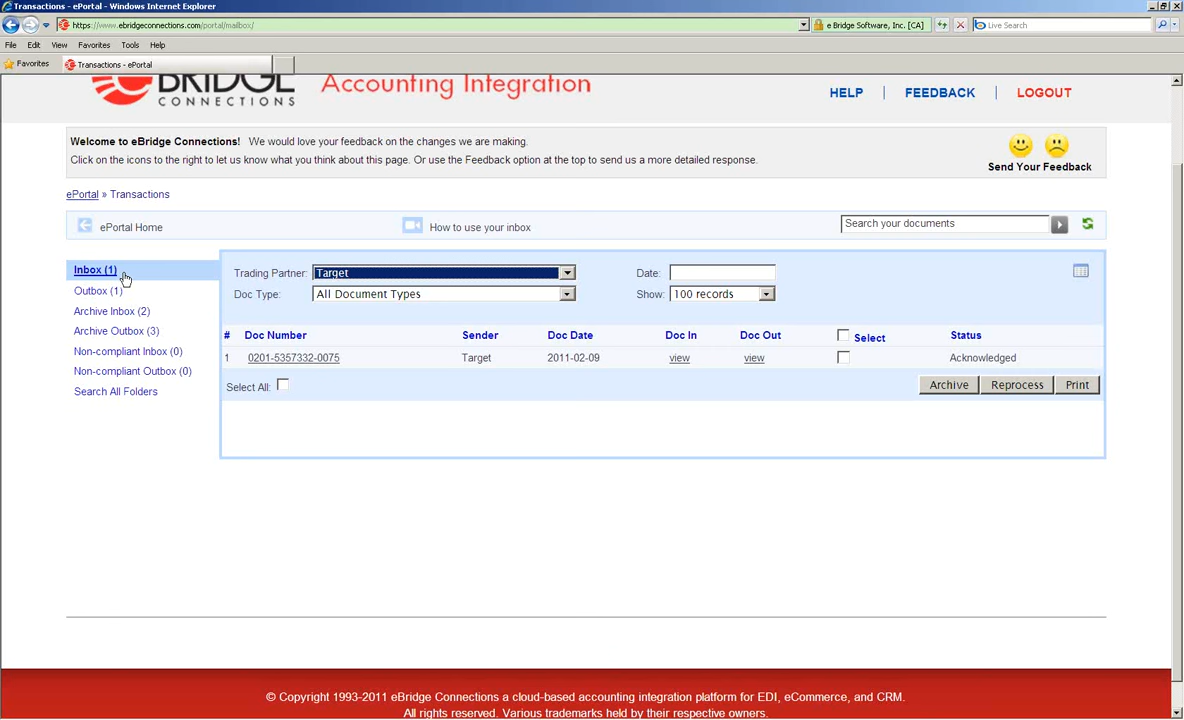 Transactions - ePortal - Windows Internet Explorer
https://www.ebridgeconnections.com/portal/mailbox/
e Bridge Software, Inc. [CA]
Live Search
File Edit View Favorites Tools Help
Favorites
Transactions - ePortal
eBRIDGE
CONNECTIONS
Accounting Integration
HELP | FEEDBACK | LOGOUT
Welcome to eBridge Connections! We would love your feedback on the changes we are making.
Click on the icons to the right to let us know what you think about this page. Or use the Feedback option at the top to send us a more detailed response.
Send Your Feedback
ePortal » Transactions
ePortal Home
How to use your inbox
Search your documents
Inbox (1)
Outbox (1)
Archive Inbox (2)
Archive Outbox (3)
Non-compliant Inbox (0)
Non-compliant Outbox (0)
Search All Folders
Trading Partner: Target
Date:
Doc Type: All Document Types
Show: 100 records
# Doc Number Sender Doc Date Doc In Doc Out Select Status
1 0201-5357332-0075 Target 2011-02-09 view view Acknowledged
Select All:
Archive Reprocess Print
© Copyright 1993-2011 eBridge Connections a cloud-based accounting integration platform for EDI, eCommerce, and CRM.
All rights reserved. Various trademarks held by their respective owners.